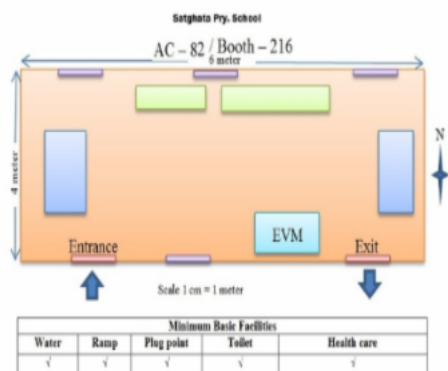 Satghata Pry. School
AC – 82 / Booth – 216
6 meter
4 meter
N
EVM
Entrance
Exit
Scale 1 cm = 1 meter
Minimum Basic Facilities
Water Ramp Plug point Toilet Health care
√ √ √ √ √